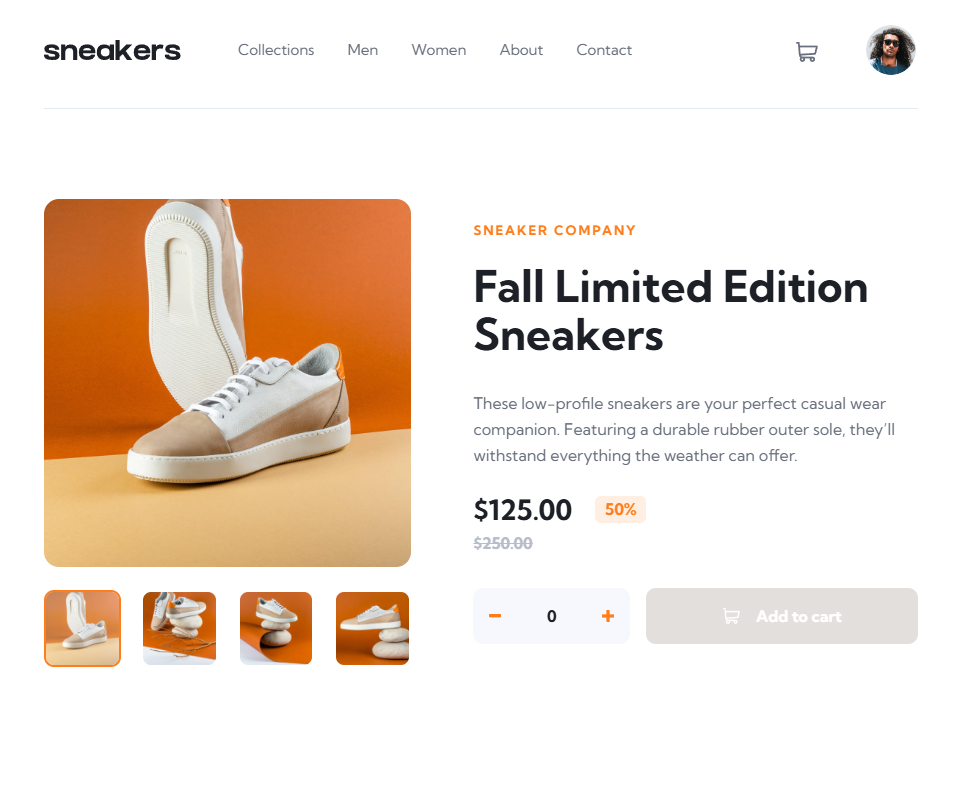 sneakers
Collections Men Women About Contact
SNEAKER COMPANY
Fall Limited Edition
Sneakers
These low-profile sneakers are your perfect casual wear
companion. Featuring a durable rubber outer sole, they’ll
withstand everything the weather can offer.
$125.00 50%
$250.00
0 Add to cart